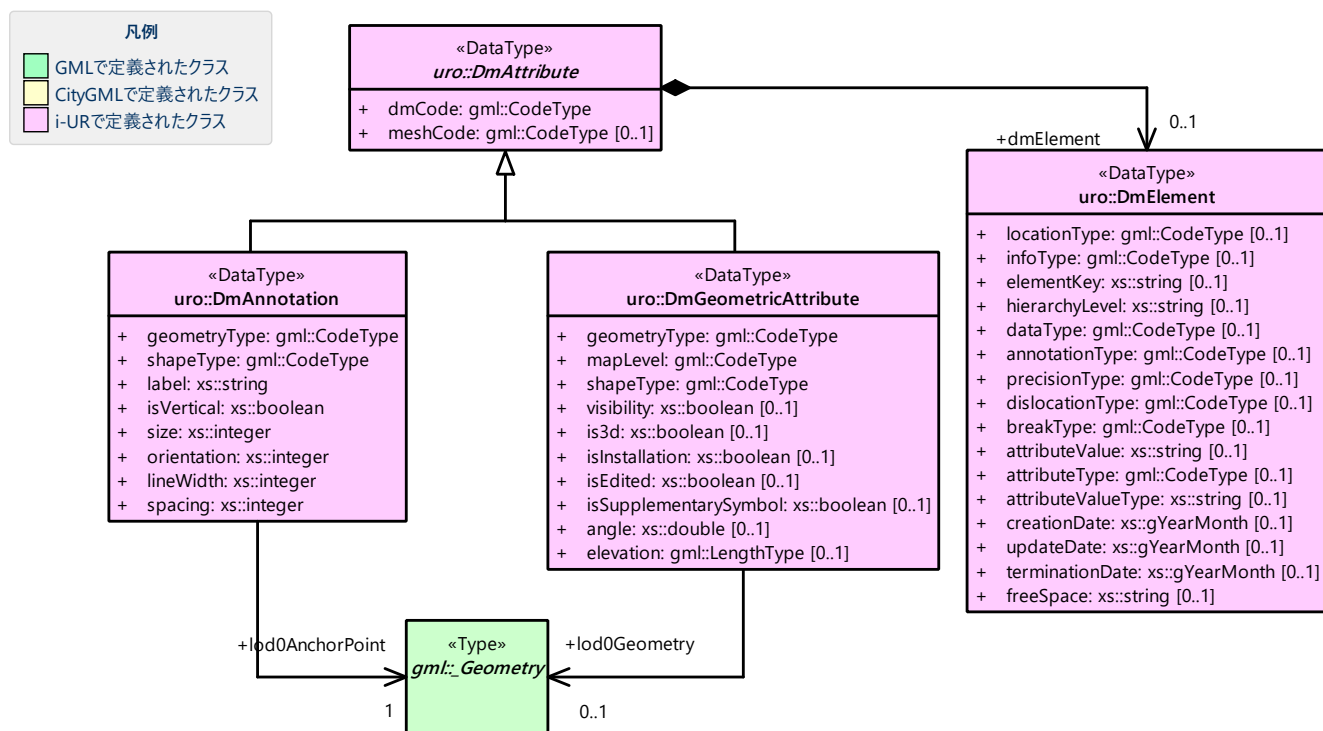 凡例
GMLで定義されたクラス
CityGMLで定義されたクラス
i-URで定義されたクラス
«DataType»
uro::DmAttribute
+ dmCode: gml::CodeType
+ meshCode: gml::CodeType [0..1]
0..1
+dmElement
«DataType»
uro::DmElement
+ locationType: gml::CodeType [0..1]
+ infoType: gml::CodeType [0..1]
+ elementKey: xs::string [0..1]
+ hierarchyLevel: xs::string [0..1]
+ dataType: gml::CodeType [0..1]
+ annotationType: gml::CodeType [0..1]
+ precisionType: gml::CodeType [0..1]
+ dislocationType: gml::CodeType [0..1]
+ breakType: gml::CodeType [0..1]
+ attributeValue: xs::string [0..1]
+ attributeType: gml::CodeType [0..1]
+ attributeValueType: xs::string [0..1]
+ creationDate: xs::gYearMonth [0..1]
+ updateDate: xs::gYearMonth [0..1]
+ terminationDate: xs::gYearMonth [0..1]
+ freeSpace: xs::string [0..1]
«DataType»
uro::DmAnnotation
+ geometryType: gml::CodeType
+ shapeType: gml::CodeType
+ label: xs::string
+ isVertical: xs::boolean
+ size: xs::integer
+ orientation: xs::integer
+ lineWidth: xs::integer
+ spacing: xs::integer
«DataType»
uro::DmGeometricAttribute
+ geometryType: gml::CodeType
+ mapLevel: gml::CodeType
+ shapeType: gml::CodeType
+ visibility: xs::boolean [0..1]
+ is3d: xs::boolean [0..1]
+ isInstallation: xs::boolean [0..1]
+ isEdited: xs::boolean [0..1]
+ isSupplementarySymbol: xs::boolean [0..1]
+ angle: xs::double [0..1]
+ elevation: gml::LengthType [0..1]
+lod0AnchorPoint
1
«Type»
gml::_Geometry
+lod0Geometry
0..1